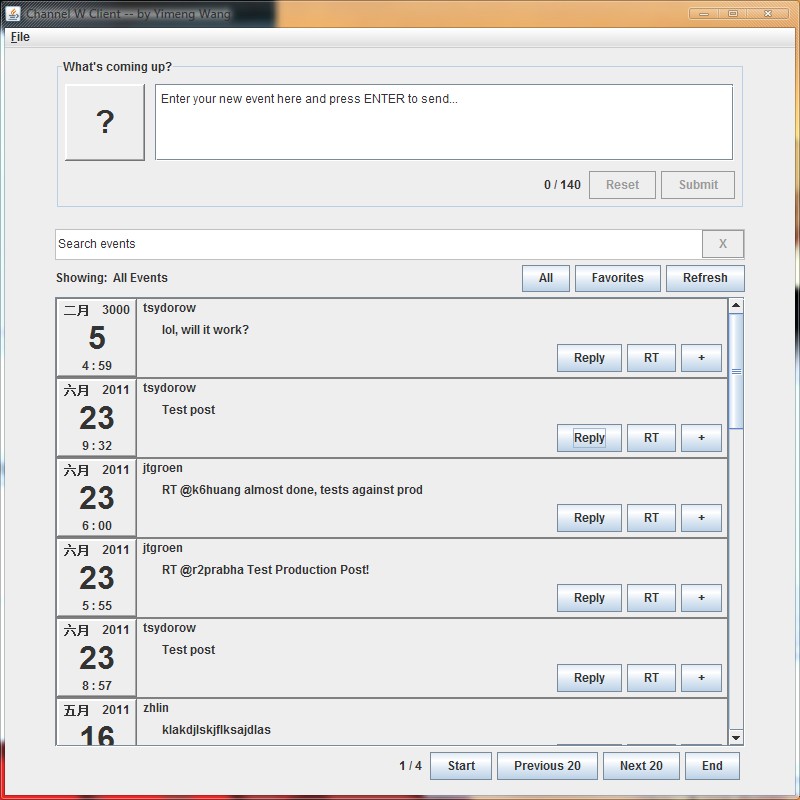 Channel W Client -- by Yimeng Wang
File
What's coming up?
?
Enter your new event here and press ENTER to send...
0 / 140 Reset Submit
Search events X
Showing: All Events All Favorites Refresh
二月 3000 tsydorow
5 lol, will it work?
4 : 59 Reply RT +
六月 2011 tsydorow
23 Test post
9 : 32 Reply RT +
六月 2011 jtgroen
23 RT @k6huang almost done, tests against prod
6 : 00 Reply RT +
六月 2011 jtgroen
23 RT @r2prabha Test Production Post!
5 : 55 Reply RT +
六月 2011 tsydorow
23 Test post
8 : 57 Reply RT +
五月 2011 zhlin
16 klakdjlskjflksajdlas
1 / 4 Start Previous 20 Next 20 End